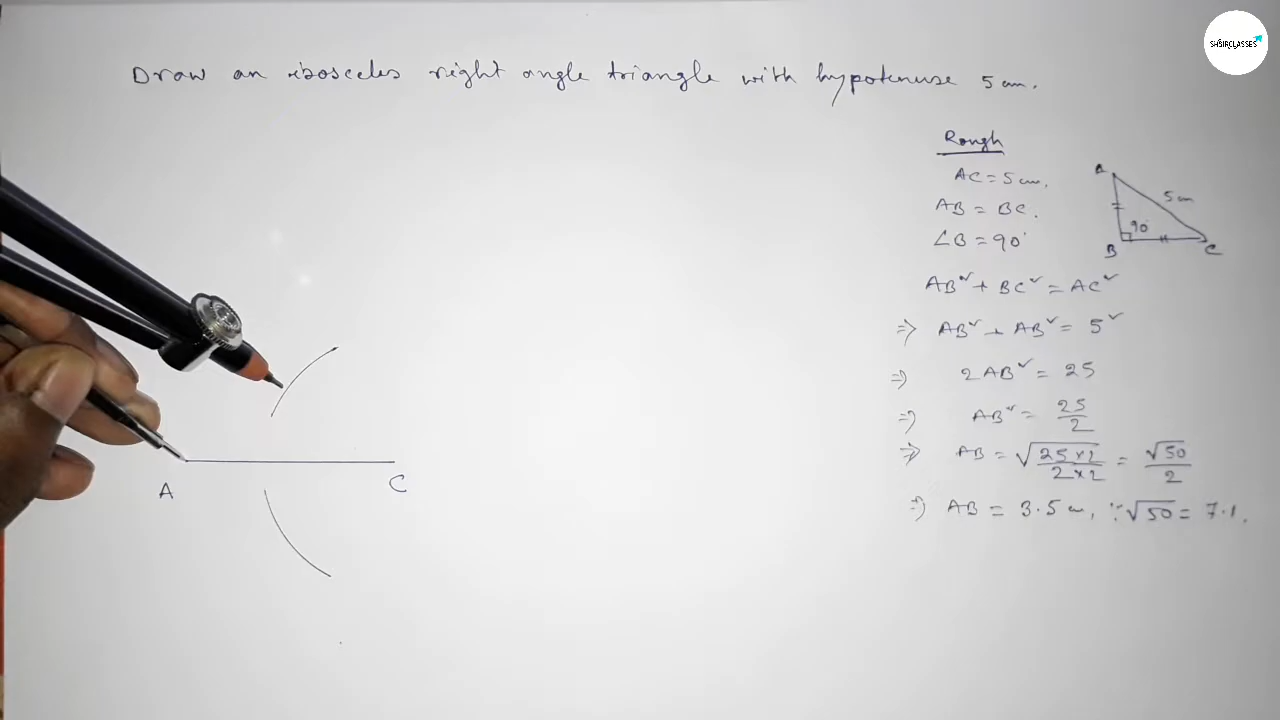 SHSIRCLASSES
Draw an isosceles right angle triangle with hypotenuse 5 cm.
Rough
AC = 5 cm.
AB = BC.
∠B = 90°
A
5 cm
90°
B
C
AB² + BC² = AC²
⇒ AB² + AB² = 5²
⇒ 2AB² = 25
⇒ AB² = 25/2
⇒ AB = √(25×2)/(2×2) = √50/2
⇒ AB = 3.5 cm, ∵ √50 = 7.1.
A
C